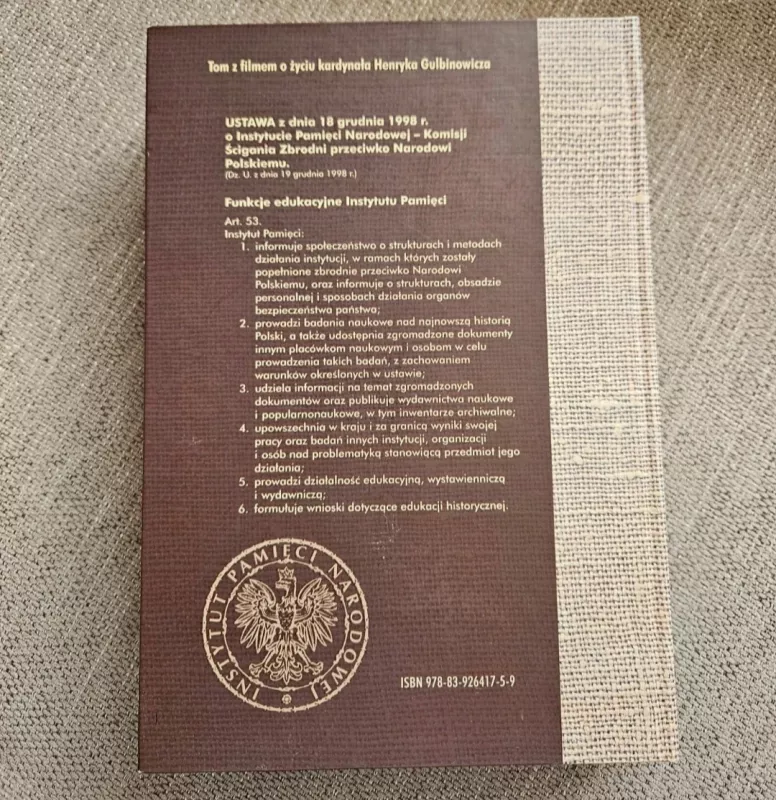 Tom z filmem o życiu kardynała Henryka Gulbinowicza
USTAWA z dnia 18 grudnia 1998 r.
o Instytucie Pamięci Narodowej – Komisji
Ścigania Zbrodni przeciwko Narodowi
Polskiemu.
(Dz. U. z dnia 19 grudnia 1998 r.)
Funkcje edukacyjne Instytutu Pamięci
Art. 53.
Instytut Pamięci:
1. informuje społeczeństwo o strukturach i metodach
działania instytucji, w ramach których zostały
popełnione zbrodnie przeciwko Narodowi
Polskiemu, oraz informuje o strukturach, obsadzie
personalnej i sposobach działania organów
bezpieczeństwa państwa;
2. prowadzi badania naukowe nad najnowszą historią
Polski, a także udostępnia zgromadzone dokumenty
innym placówkom naukowym i osobom w celu
prowadzenia takich badań, z zachowaniem
warunków określonych w ustawie;
3. udziela informacji na temat zgromadzonych
dokumentów oraz publikuje wydawnictwa naukowe
i popularnonaukowe, w tym inwentarze archiwalne;
4. upowszechnia w kraju i za granicą wyniki swojej
pracy oraz badań innych instytucji, organizacji
i osób nad problematyką stanowiącą przedmiot jego
działania;
5. prowadzi działalność edukacyjną, wystawienniczą
i wydawniczą;
6. formułuje wnioski dotyczące edukacji historycznej.
INSTYTUT PAMIĘCI NARODOWEJ
ISBN 978-83-926417-5-9